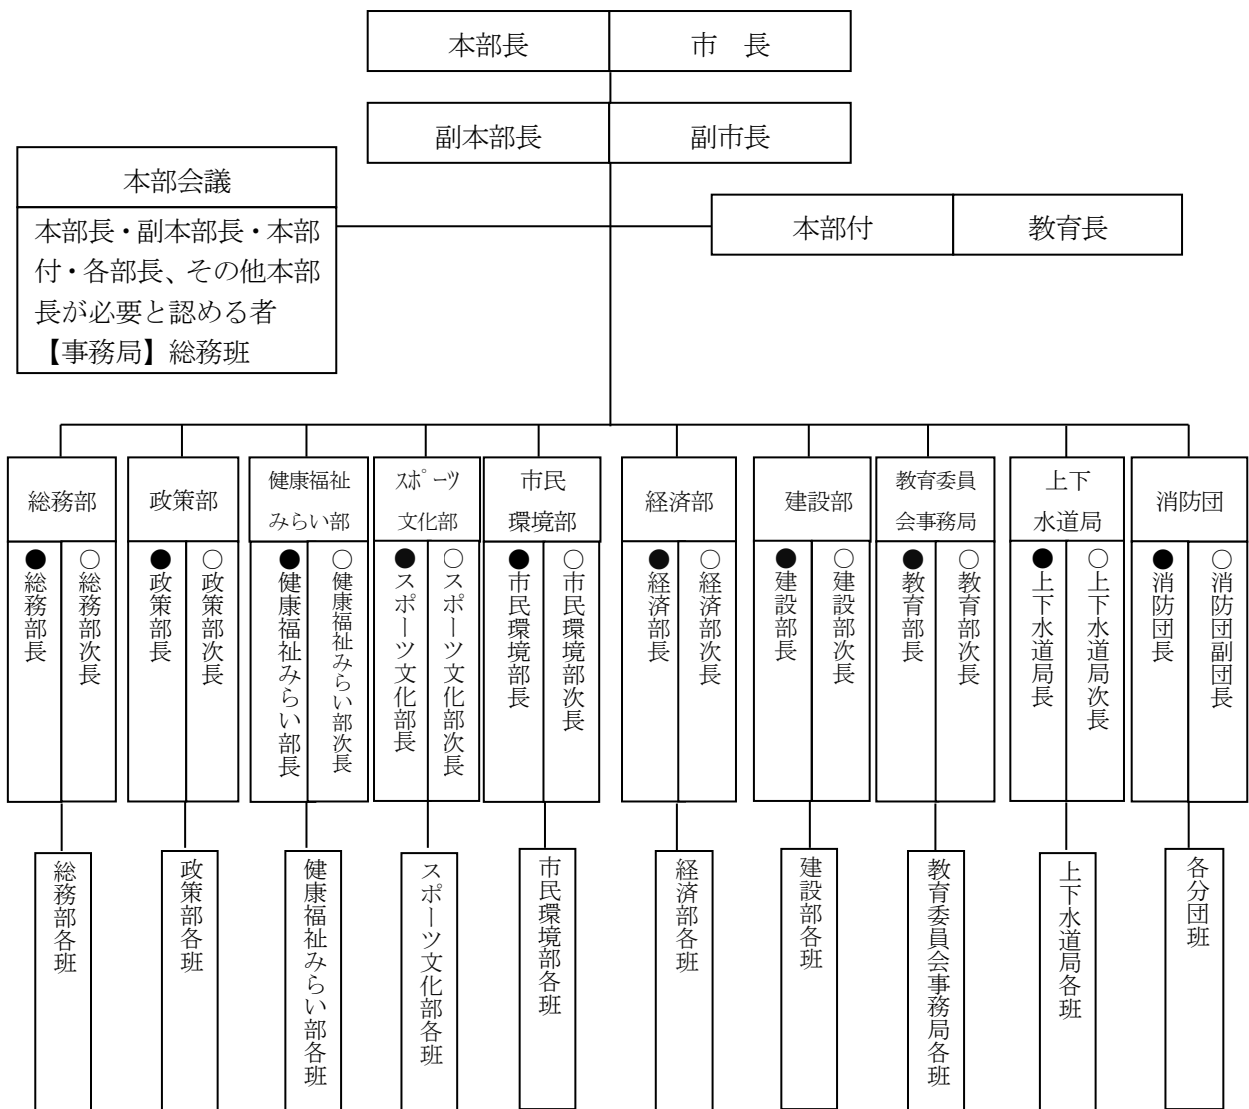 本部長
市　長
副本部長
副市長
本部会議
本部長・副本部長・本部
付・各部長、その他本部
長が必要と認める者
【事務局】総務班
本部付
教育長
総務部
政策部
健康福祉
みらい部
ｽﾎﾟｰﾂ
文化部
市民
環境部
経済部
建設部
教育委員
会事務局
上下
水道局
消防団
●総務部長
○総務部次長
●政策部長
○政策部次長
●健康福祉みらい部長
○健康福祉みらい部次長
●スポーツ文化部長
○スポーツ文化部次長
●市民環境部長
○市民環境部次長
●経済部長
○経済部次長
●建設部長
○建設部次長
●教育部長
○教育部次長
●上下水道局長
○上下水道局次長
●消防団長
○消防団副団長
総務部各班
政策部各班
健康福祉みらい部各班
スポーツ文化部各班
市民環境部各班
経済部各班
建設部各班
教育委員会事務局各班
上下水道局各班
各分団班